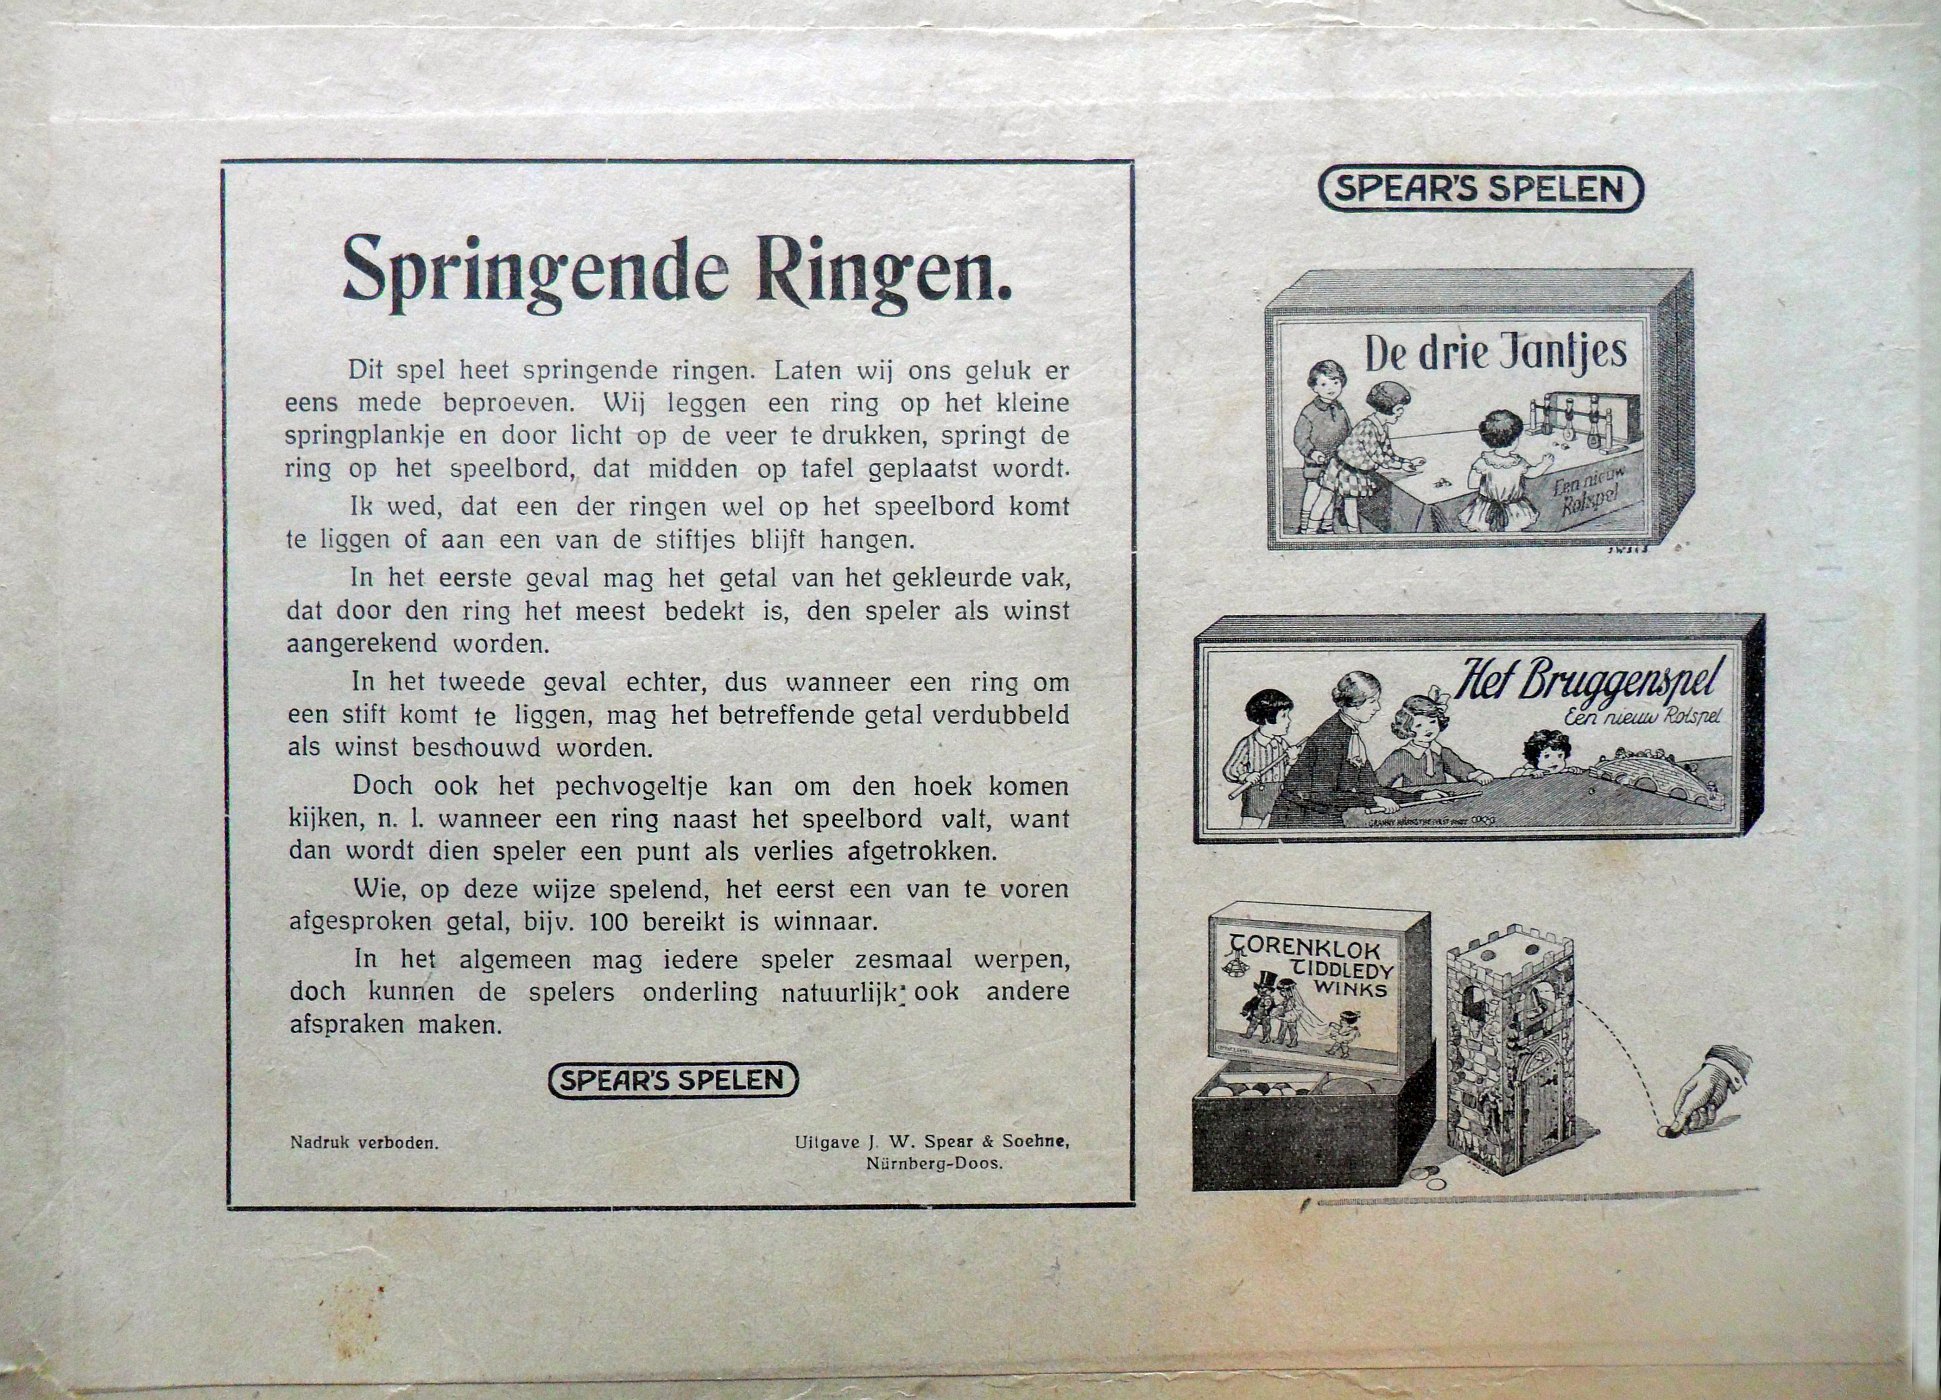 Springende Ringen.
Dit spel heet springende ringen. Laten wij ons geluk er
eens mede beproeven. Wij leggen een ring op het kleine
springplankje en door licht op de veer te drukken, springt de
ring op het speelbord, dat midden op tafel geplaatst wordt.
Ik wed, dat een der ringen wel op het speelbord komt
te liggen of aan een van de stiftjes blijft hangen.
In het eerste geval mag het getal van het gekleurde vak,
dat door den ring het meest bedekt is, den speler als winst
aangerekend worden.
In het tweede geval echter, dus wanneer een ring om
een stift komt te liggen, mag het betreffende getal verdubbeld
als winst beschouwd worden.
Doch ook het pechvogeltje kan om den hoek komen
kijken, n. l. wanneer een ring naast het speelbord valt, want
dan wordt dien speler een punt als verlies afgetrokken.
Wie, op deze wijze spelend, het eerst een van te voren
afgesproken getal, bijv. 100 bereikt is winnaar.
In het algemeen mag iedere speler zesmaal werpen,
doch kunnen de spelers onderling natuurlijk ook andere
afspraken maken.
SPEAR'S SPELEN
Nadruk verboden.
Uitgave J. W. Spear & Soehne,
Nürnberg-Doos.
SPEAR'S SPELEN
De drie Jantjes
Een nieuw
Rolspel
Het Bruggenspel
Een nieuw Rolspel
TORENKLOK
TIDDLEDY
WINKS